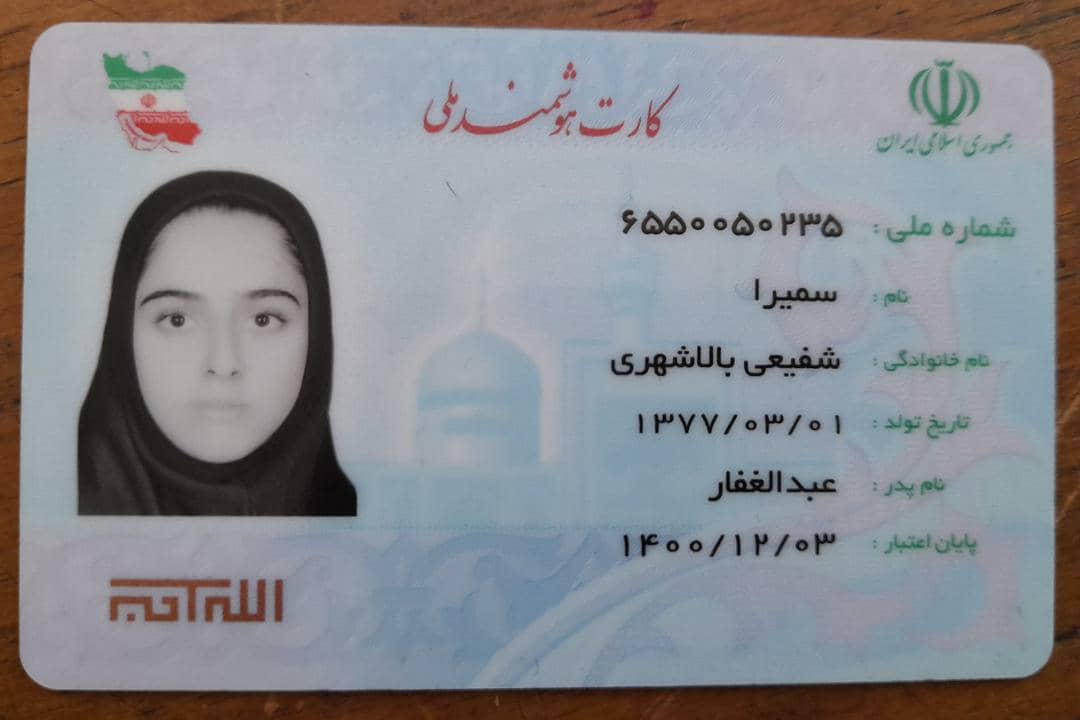 کارت هوشمند ملی
جمهوری اسلامی ایران
شماره ملی : ۶۵۵۰۰۵۰۲۳۵
نام : سمیرا
نام خانوادگی : شفیعی بالاشهری
تاریخ تولد : ۱۳۷۷/۰۳/۰۱
نام پدر : عبدالغفار
پایان اعتبار : ۱۴۰۰/۱۲/۰۳
الله اکبر